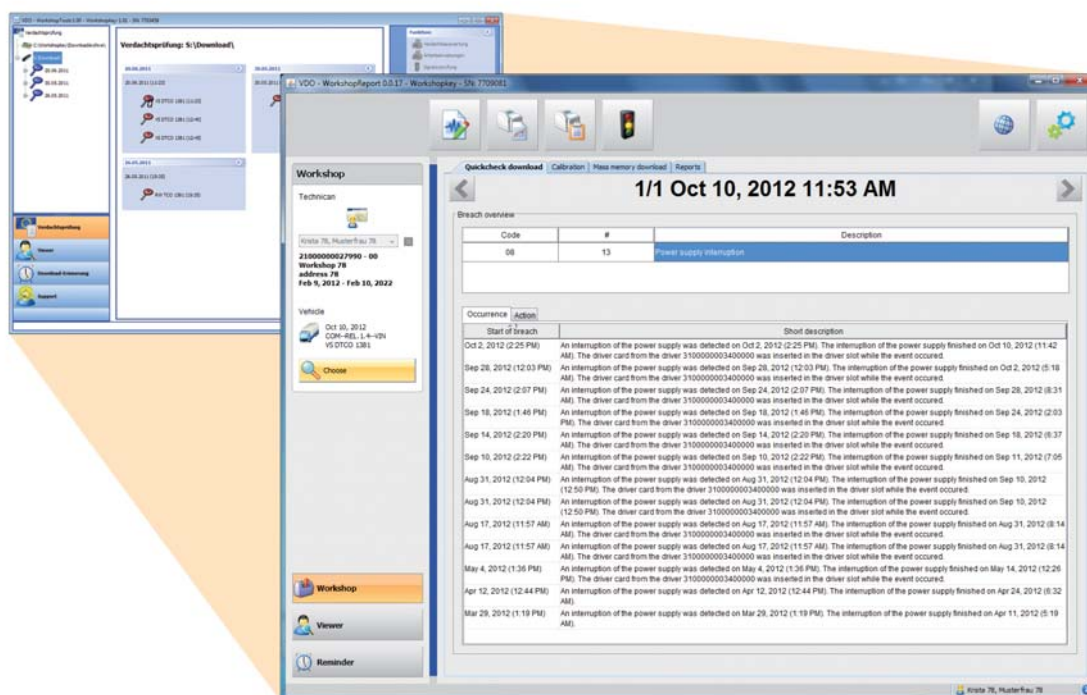 Verdachtsprüfung
Verdachtsprüfung: S:\Download\
Verdachtsprüfung
Viewer
Download-Erinnerung
Support
VDO - WorkshopReport 0.0.17 - Workshopkey - SN: 7709081
Workshop
Technican
Krista 78, Musterfrau 78
21000000027990 - 00
Workshop 78
address 78
Feb 9, 2012 - Feb 10, 2022
Vehicle
Oct 10, 2012
COM--REL. 1.4--VIN
VS DTCO 1381
Choose
Workshop
Viewer
Reminder
Quickcheck download Calibration Mass memory download Reports
1/1 Oct 10, 2012 11:53 AM
Breach overview
Code # Description
08 13 Power supply interruption
Occurrence Action
Start of breach Short description
Oct 2, 2012 (2:25 PM) An interruption of the power supply was detected on Oct 2, 2012 (2:25 PM). The interruption of the power supply finished on Oct 10, 2012 (11:42
AM). The driver card from the driver 3100000003400000 was inserted in the driver slot while the event occured.
Sep 28, 2012 (12:03 PM) An interruption of the power supply was detected on Sep 28, 2012 (12:03 PM). The interruption of the power supply finished on Oct 2, 2012 (5:18
AM). The driver card from the driver 3100000003400000 was inserted in the driver slot while the event occured.
Sep 24, 2012 (2:07 PM) An interruption of the power supply was detected on Sep 24, 2012 (2:07 PM). The interruption of the power supply finished on Sep 28, 2012 (8:31
AM). The driver card from the driver 3100000003400000 was inserted in the driver slot while the event occured.
Sep 18, 2012 (1:46 PM) An interruption of the power supply was detected on Sep 18, 2012 (1:46 PM). The interruption of the power supply finished on Sep 24, 2012 (2:03
PM). The driver card from the driver 3100000003400000 was inserted in the driver slot while the event occured.
Sep 14, 2012 (2:20 PM) An interruption of the power supply was detected on Sep 14, 2012 (2:20 PM). The interruption of the power supply finished on Sep 18, 2012 (6:37
AM). The driver card from the driver 3100000003400000 was inserted in the driver slot while the event occured.
Sep 10, 2012 (2:22 PM) An interruption of the power supply was detected on Sep 10, 2012 (2:22 PM). The interruption of the power supply finished on Sep 11, 2012 (7:05
AM). The driver card from the driver 3100000003400000 was inserted in the driver slot while the event occured.
Aug 31, 2012 (12:04 PM) An interruption of the power supply was detected on Aug 31, 2012 (12:04 PM). The interruption of the power supply finished on Sep 10, 2012
(12:50 PM). The driver card from the driver 3100000003400000 was inserted in the driver slot while the event occured.
Aug 31, 2012 (12:04 PM) An interruption of the power supply was detected on Aug 31, 2012 (12:04 PM). The interruption of the power supply finished on Sep 10, 2012
(12:50 PM). The driver card from the driver 3100000003400000 was inserted in the driver slot while the event occured.
Aug 17, 2012 (11:57 AM) An interruption of the power supply was detected on Aug 17, 2012 (11:57 AM). The interruption of the power supply finished on Aug 31, 2012 (8:14
AM). The driver card from the driver 3100000003400000 was inserted in the driver slot while the event occured.
Aug 17, 2012 (11:57 AM) An interruption of the power supply was detected on Aug 17, 2012 (11:57 AM). The interruption of the power supply finished on Aug 31, 2012 (8:14
AM). The driver card from the driver 3100000003400000 was inserted in the driver slot while the event occured.
May 4, 2012 (1:36 PM) An interruption of the power supply was detected on May 4, 2012 (1:36 PM). The interruption of the power supply finished on May 14, 2012 (12:26
PM). The driver card from the driver 3100000003400000 was inserted in the driver slot while the event occured.
Apr 12, 2012 (12:44 PM) An interruption of the power supply was detected on Apr 12, 2012 (12:44 PM). The interruption of the power supply finished on Apr 24, 2012 (6:32
AM).
Mar 29, 2012 (1:19 PM) An interruption of the power supply was detected on Mar 29, 2012 (1:19 PM). The interruption of the power supply finished on Apr 11, 2012 (5:19
AM).
Krista 78, Musterfrau 78